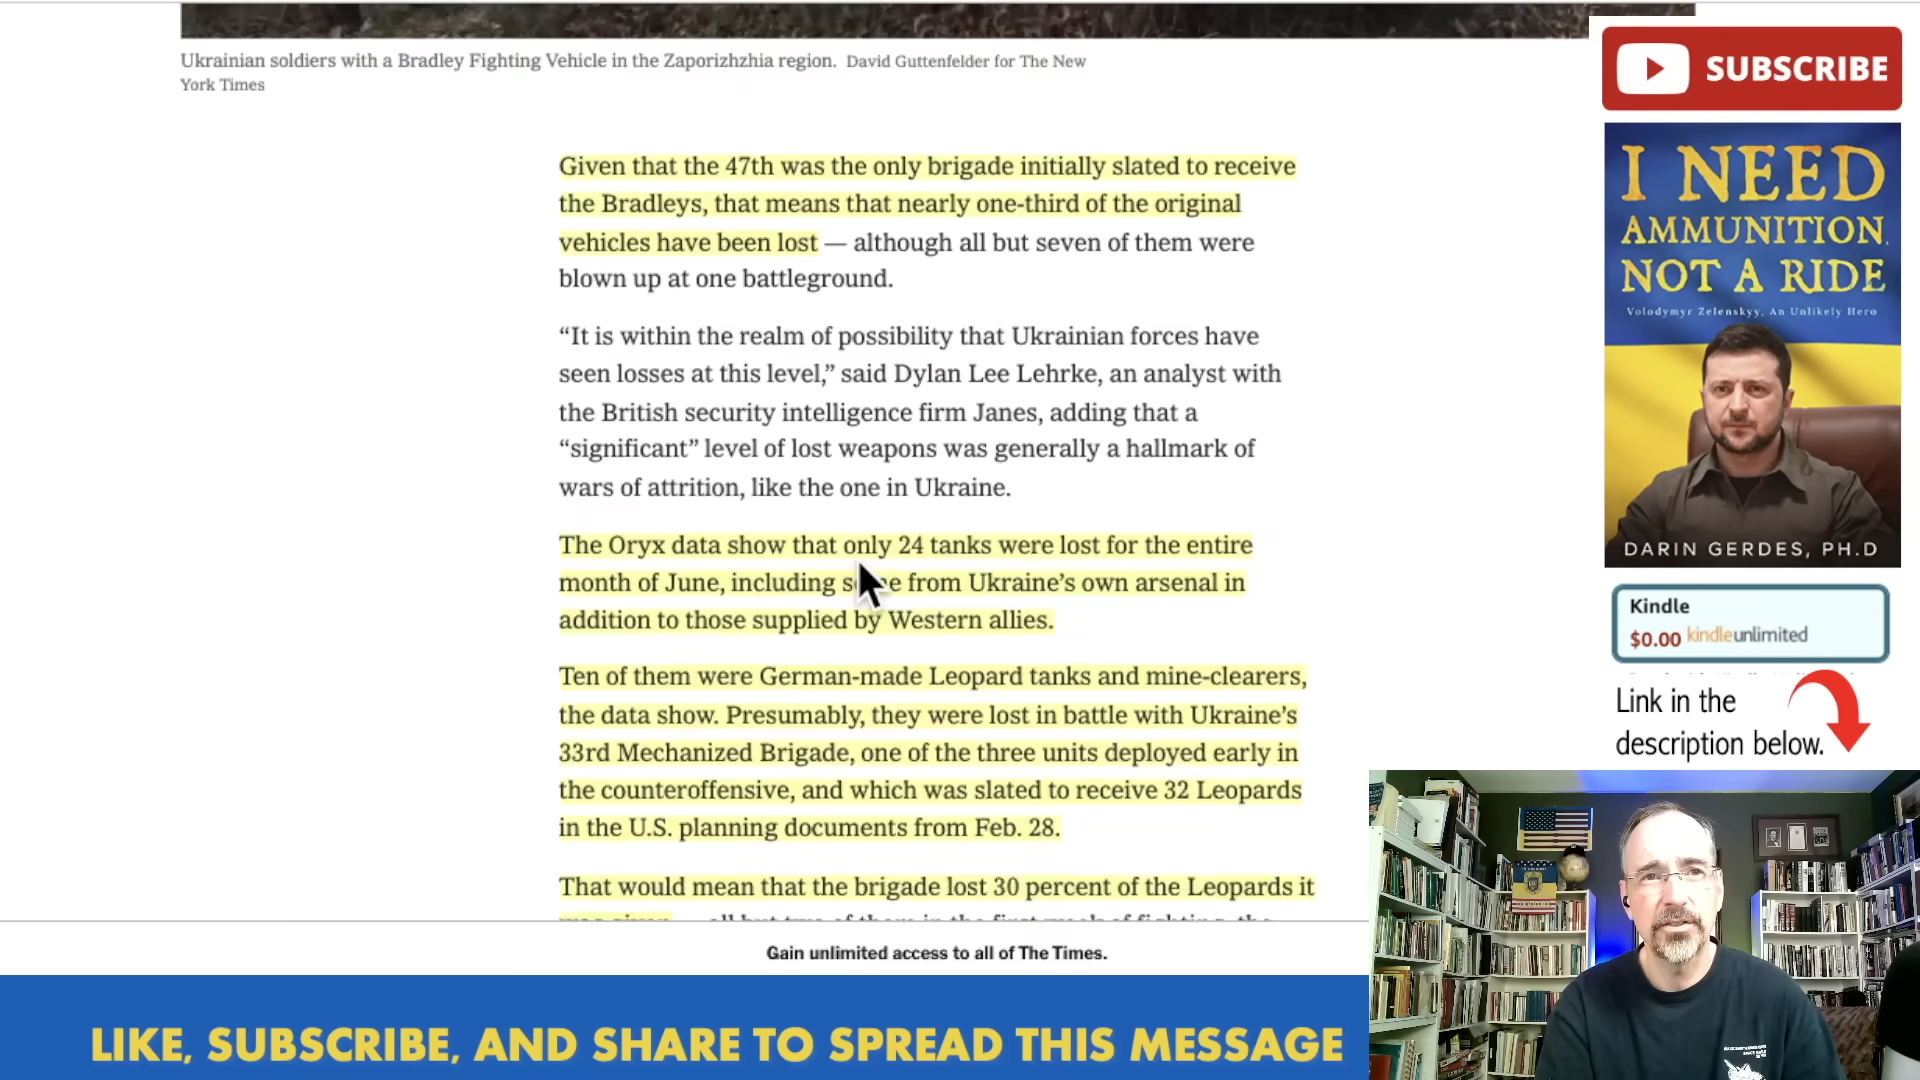 Ukrainian soldiers with a Bradley Fighting Vehicle in the Zaporizhzhia region. David Guttenfelder for The New
York Times
Given that the 47th was the only brigade initially slated to receive
the Bradleys, that means that nearly one-third of the original
vehicles have been lost — although all but seven of them were
blown up at one battleground.
“It is within the realm of possibility that Ukrainian forces have
seen losses at this level,” said Dylan Lee Lehrke, an analyst with
the British security intelligence firm Janes, adding that a
“significant” level of lost weapons was generally a hallmark of
wars of attrition, like the one in Ukraine.
The Oryx data show that only 24 tanks were lost for the entire
month of June, including some from Ukraine’s own arsenal in
addition to those supplied by Western allies.
Ten of them were German-made Leopard tanks and mine-clearers,
the data show. Presumably, they were lost in battle with Ukraine’s
33rd Mechanized Brigade, one of the three units deployed early in
the counteroffensive, and which was slated to receive 32 Leopards
in the U.S. planning documents from Feb. 28.
That would mean that the brigade lost 30 percent of the Leopards it
Gain unlimited access to all of The Times.
LIKE, SUBSCRIBE, AND SHARE TO SPREAD THIS MESSAGE
SUBSCRIBE
I NEED
AMMUNITION,
NOT A RIDE
Volodymyr Zelenskyy, An Unlikely Hero
DARIN GERDES, PH.D
Kindle
$0.00 kindleunlimited
Link in the
description below.